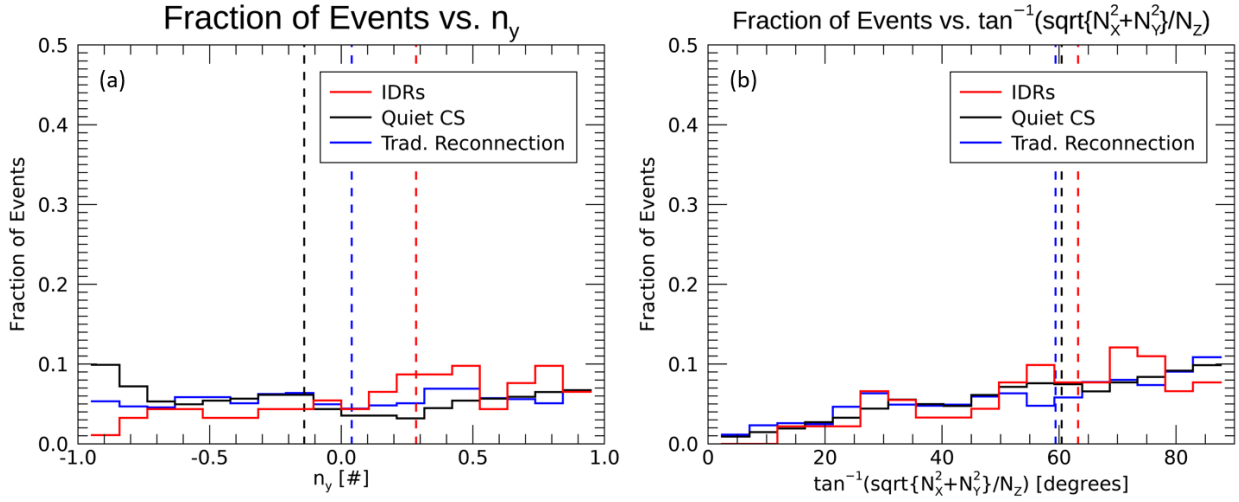 Fraction of Events vs. n_y
(a)
IDRs
Quiet CS
Trad. Reconnection
Fraction of Events
0.5
0.4
0.3
0.2
0.1
0.0
-1.0 -0.5 0.0 0.5 1.0
n_y [#]
Fraction of Events vs. tan⁻¹(sqrt{N_X²+N_Y²}/N_Z)
(b)
IDRs
Quiet CS
Trad. Reconnection
Fraction of Events
0.5
0.4
0.3
0.2
0.1
0.0
0 20 40 60 80
tan⁻¹(sqrt{N_X²+N_Y²}/N_Z) [degrees]